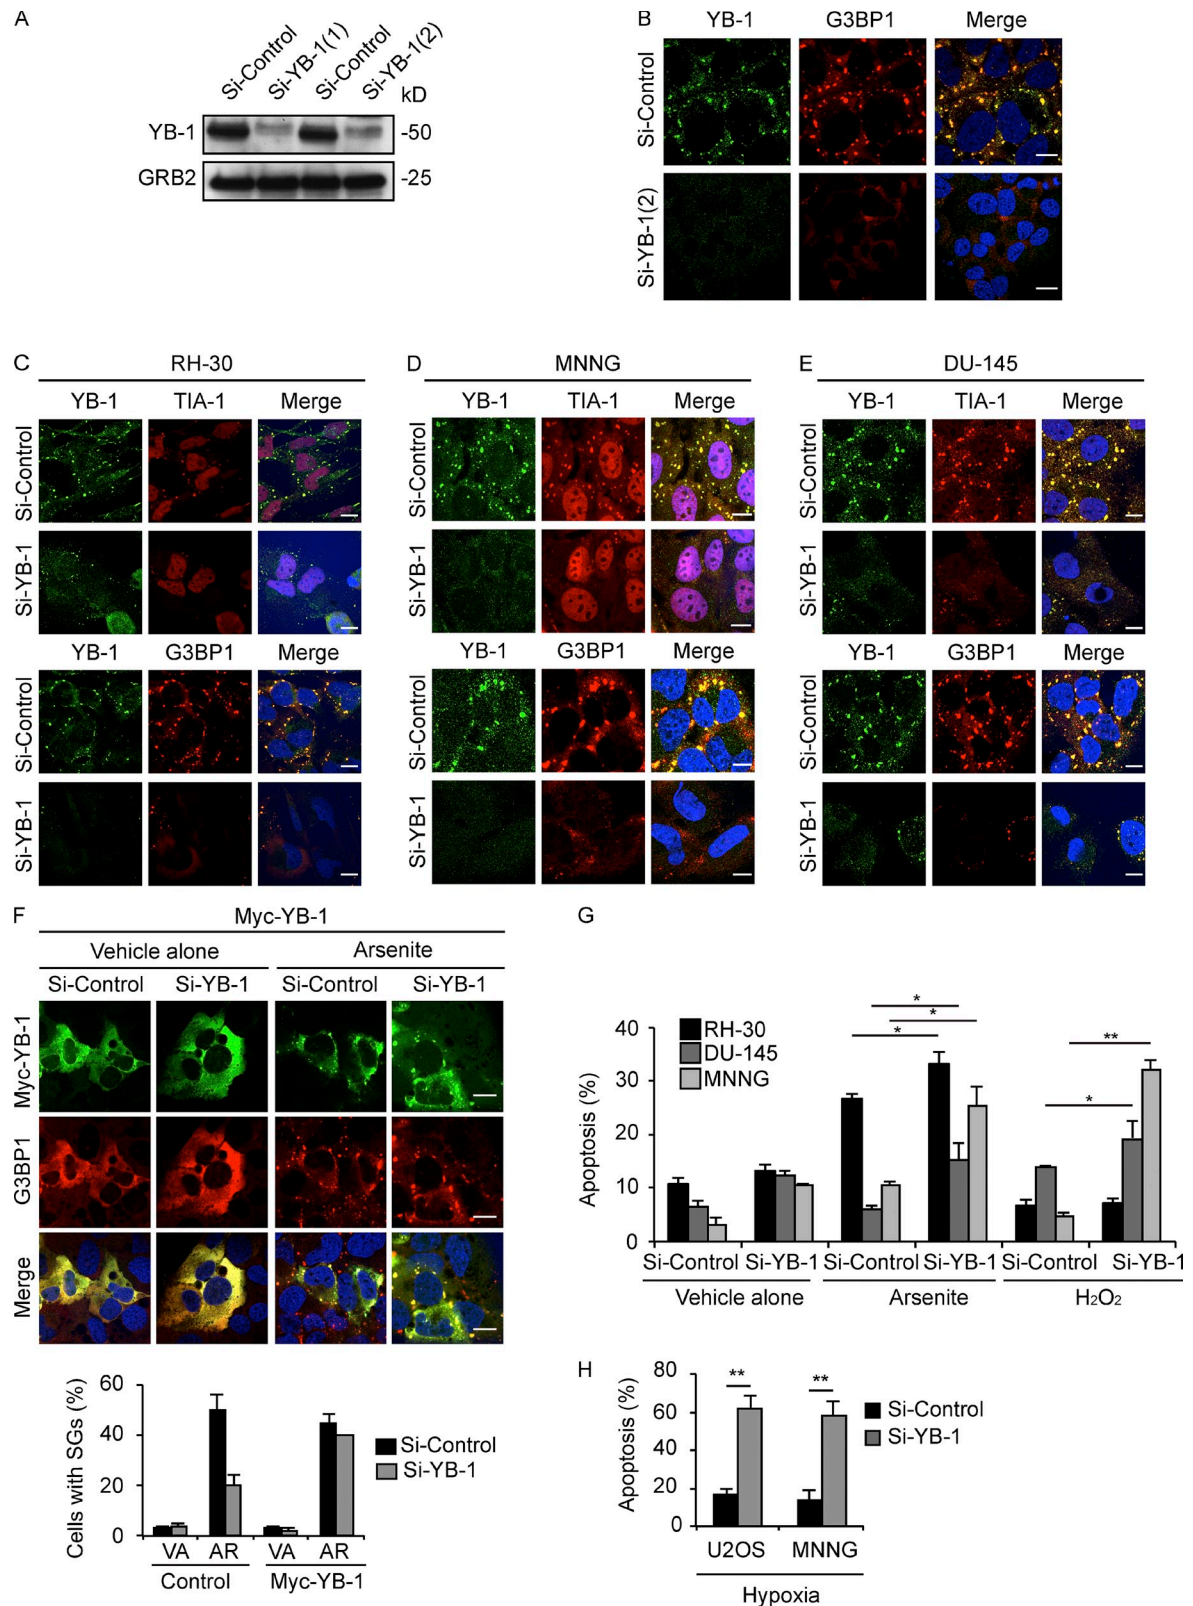 A
Si-Control
Si-YB-1(1)
Si-Control
Si-YB-1(2)
kD
YB-1
-50
GRB2
-25
B
YB-1 G3BP1 Merge
Si-Control
Si-YB-1(2)
C RH-30
YB-1 TIA-1 Merge
Si-Control
Si-YB-1
YB-1 G3BP1 Merge
Si-Control
Si-YB-1
D MNNG
YB-1 TIA-1 Merge
Si-Control
Si-YB-1
YB-1 G3BP1 Merge
Si-Control
Si-YB-1
E DU-145
YB-1 TIA-1 Merge
Si-Control
Si-YB-1
YB-1 G3BP1 Merge
Si-Control
Si-YB-1
F Myc-YB-1
Vehicle alone Arsenite
Si-Control Si-YB-1 Si-Control Si-YB-1
Myc-YB-1
G3BP1
Merge
Cells with SGs (%)
60
40
20
0
Si-Control
Si-YB-1
VA AR VA AR
Control Myc-YB-1
G
Apoptosis (%)
40
30
20
10
0
RH-30
DU-145
MNNG
*
*
*
**
*
Si-Control Si-YB-1 Si-Control Si-YB-1 Si-Control Si-YB-1
Vehicle alone Arsenite H₂O₂
H
Apoptosis (%)
80
60
40
20
0
** **
Si-Control
Si-YB-1
U2OS MNNG
Hypoxia